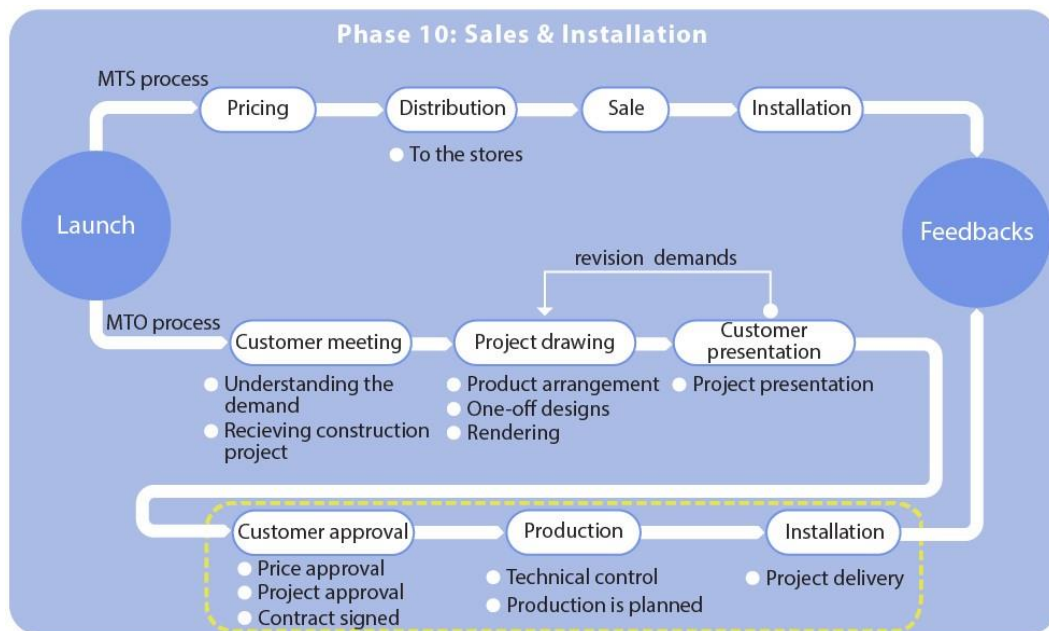 Phase 10: Sales & Installation
MTS process
Pricing
Distribution
Sale
Installation
To the stores
Launch
Feedbacks
revision demands
MTO process
Customer meeting
Project drawing
Customer
presentation
Understanding the
demand
Recieving construction
project
Product arrangement
One-off designs
Rendering
Project presentation
Customer approval
Production
Installation
Price approval
Project approval
Contract signed
Technical control
Production is planned
Project delivery